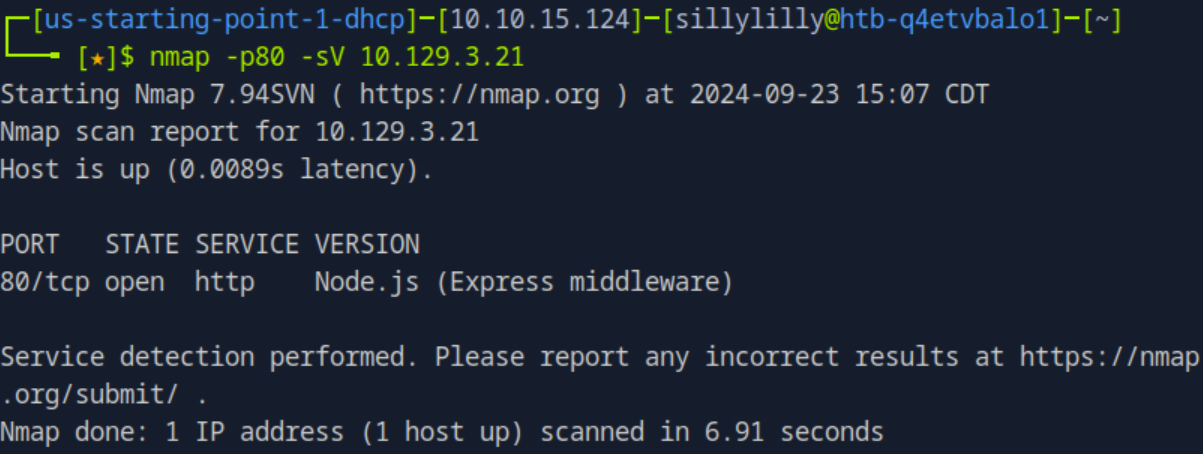 ┌─[us-starting-point-1-dhcp]─[10.10.15.124]─[sillylilly@htb-q4etvbalo1]─[~]
└──╼ [★]$ nmap -p80 -sV 10.129.3.21
Starting Nmap 7.94SVN ( https://nmap.org ) at 2024-09-23 15:07 CDT
Nmap scan report for 10.129.3.21
Host is up (0.0089s latency).
PORT   STATE SERVICE VERSION
80/tcp open  http    Node.js (Express middleware)
Service detection performed. Please report any incorrect results at https://nmap
.org/submit/ .
Nmap done: 1 IP address (1 host up) scanned in 6.91 seconds